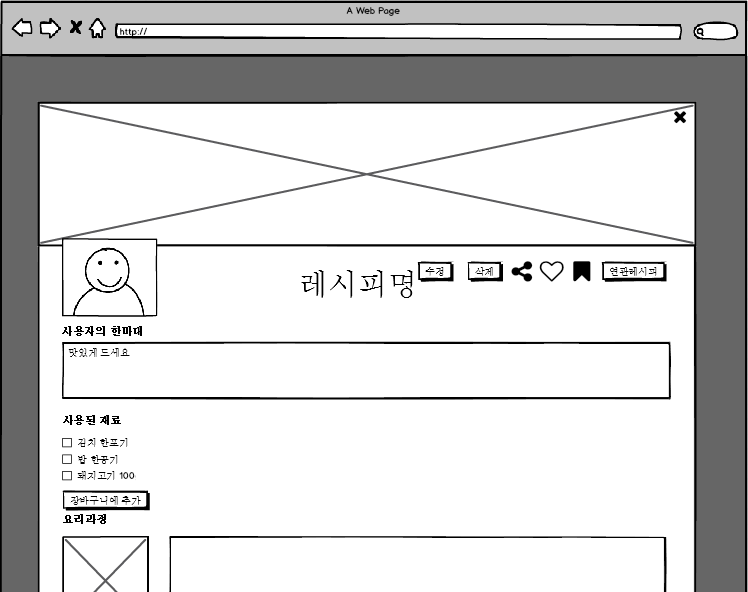 A Web Page
http://
레시피명
수정
삭제
연관레시피
사용자의 한마대
맛있게 드세요
사용된 재료
김치 한포기
밥 한공기
돼지고기 100
장바구니에 추가
요리과정